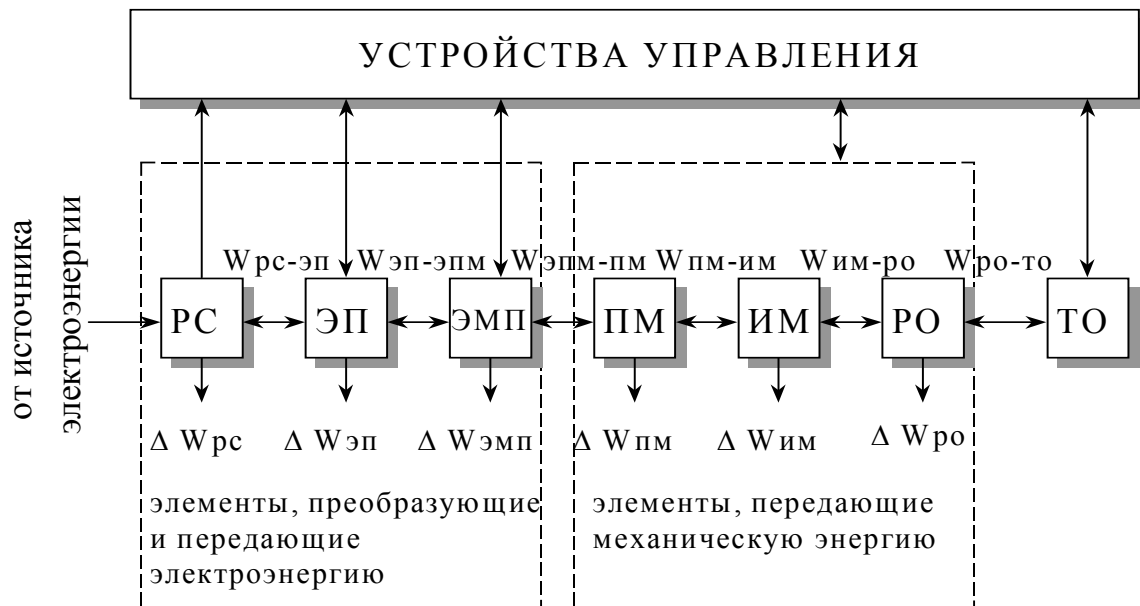 УСТРОЙСТВА УПРАВЛЕНИЯ
от источника
электроэнергии
Wрс-эп Wэп-эпм Wэпм-пм Wпм-им Wим-ро Wро-то
РС ЭП ЭМП ПМ ИМ РО ТО
Δ Wрс Δ Wэп Δ Wэмп Δ Wпм Δ Wим Δ Wро
элементы, преобразующие
и передающие
электроэнергию
элементы, передающие
механическую энергию